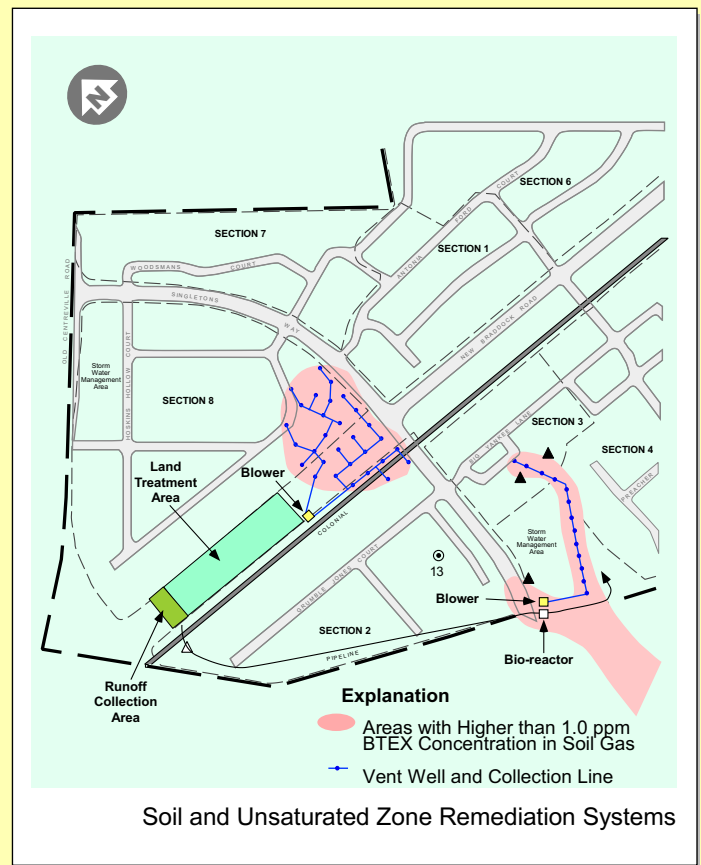 N
SECTION 6
SECTION 7
SECTION 1
ANTONIA FORD COURT
WOODSMANS COURT
OLD CENTREVILLE ROAD
SINGLETONS WAY
NEW BRADDOCK ROAD
Storm
Water
Management
Area
HOSKINS HOLLOW COURT
SECTION 8
BIG YANKEE LANE
SECTION 3
SECTION 4
PREACHER
Land
Treatment
Area
Blower
COLONIAL
Storm
Water
Management
Area
13
GRUMBLE JONES COURT
Blower
SECTION 2
PIPELINE
Bio-reactor
Runoff
Collection
Area
Explanation
Areas with Higher than 1.0 ppm
BTEX Concentration in Soil Gas
Vent Well and Collection Line
Soil and Unsaturated Zone Remediation Systems